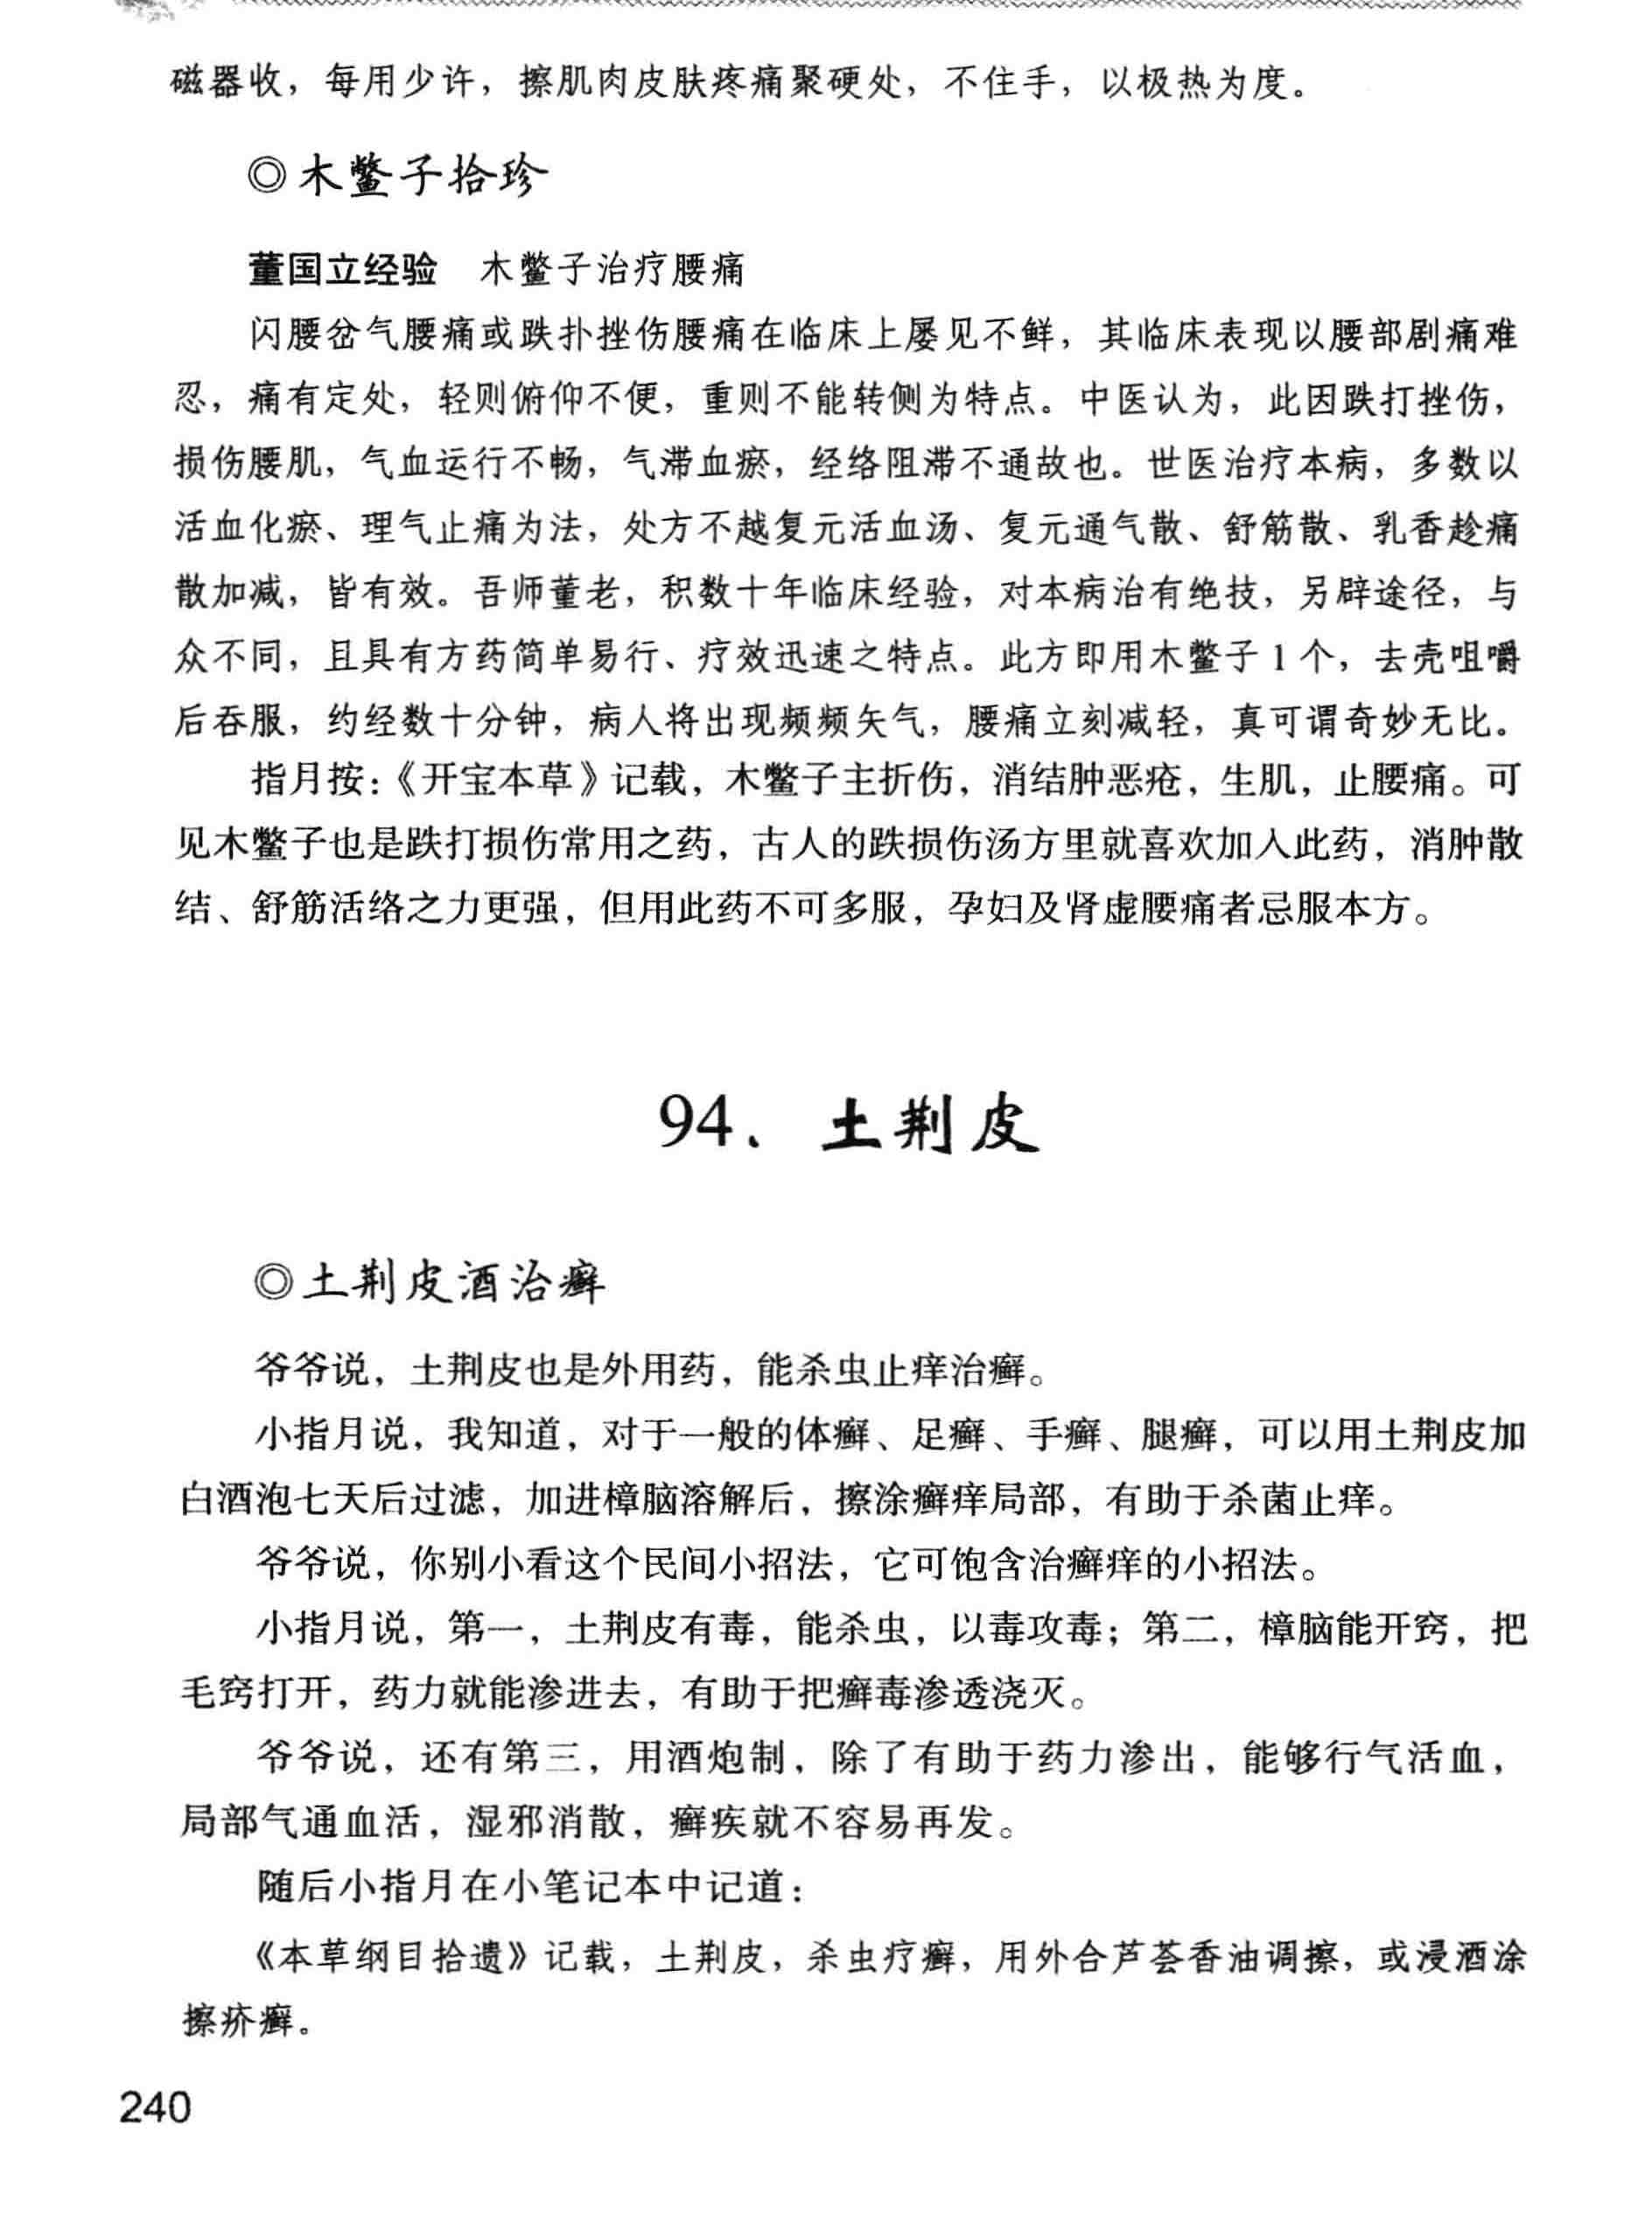 磁器收，每用少许，擦肌肉皮肤疼痛聚硬处，不住手，以极热为度。
◎木鳖子拾珍
董国立经验 木鳖子治疗腰痛
闪腰岔气腰痛或跌扑挫伤腰痛在临床上屡见不鲜，其临床表现以腰部剧痛难
忍，痛有定处，轻则俯仰不便，重则不能转侧为特点。中医认为，此因跌打挫伤，
损伤腰肌，气血运行不畅，气滞血瘀，经络阻滞不通故也。世医治疗本病，多数以
活血化瘀、理气止痛为法，处方不越复元活血汤、复元通气散、舒筋散、乳香趁痛
散加减，皆有效。吾师董老，积数十年临床经验，对本病治有绝技，另辟途径，与
众不同，且具有方药简单易行、疗效迅速之特点。此方即用木鳖子1个，去壳咀嚼
后吞服，约经数十分钟，病人将出现频频矢气，腰痛立刻减轻，真可谓奇妙无比。
指月按：《开宝本草》记载，木鳖子主折伤，消结肿恶疮，生肌，止腰痛。可
见木鳖子也是跌打损伤常用之药，古人的跌损伤汤方里就喜欢加入此药，消肿散
结、舒筋活络之力更强，但用此药不可多服，孕妇及肾虚腰痛者忌服本方。
94、土荆皮
◎土荆皮酒治癣
爷爷说，土荆皮也是外用药，能杀虫止痒治癣。
小指月说，我知道，对于一般的体癣、足癣、手癣、腿癣，可以用土荆皮加
白酒泡七天后过滤，加进樟脑溶解后，擦涂癣痒局部，有助于杀菌止痒。
爷爷说，你别小看这个民间小招法，它可饱含治癣痒的小招法。
小指月说，第一，土荆皮有毒，能杀虫，以毒攻毒；第二，樟脑能开窍，把
毛窍打开，药力就能渗进去，有助于把癣毒渗透浇灭。
爷爷说，还有第三，用酒炮制，除了有助于药力渗出，能够行气活血，
局部气通血活，湿邪消散，癣疾就不容易再发。
随后小指月在小笔记本中记道：
《本草纲目拾遗》记载，土荆皮，杀虫疗癣，用外合芦荟香油调擦，或浸酒涂
擦疥癣。
240